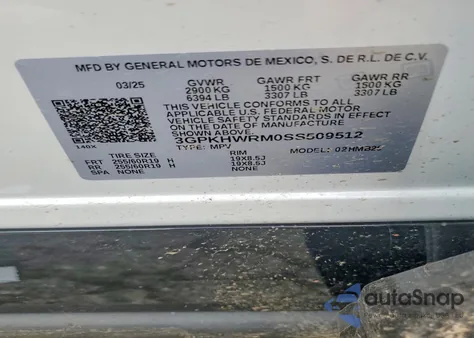 MFD BY GENERAL MOTORS DE MEXICO, S. DE R.L. DE C.V.
03/25 GVWR GAWR FRT GAWR RR
2900 KG 1500 KG 1500 KG
6394 LB 3307 LB 3307 LB
THIS VEHICLE CONFORMS TO ALL
APPLICABLE U.S. FEDERAL MOTOR
VEHICLE SAFETY STANDARDS IN EFFECT
ON THE DATE OF MANUFACTURE
SHOWN ABOVE.
TYPE: MPV MODEL:
TIRE SIZE RIM
FRT 255/60R19 H 19X8.5J
RR 255/60R19 H 19X8.5J
SPA NONE NONE
autoSnap